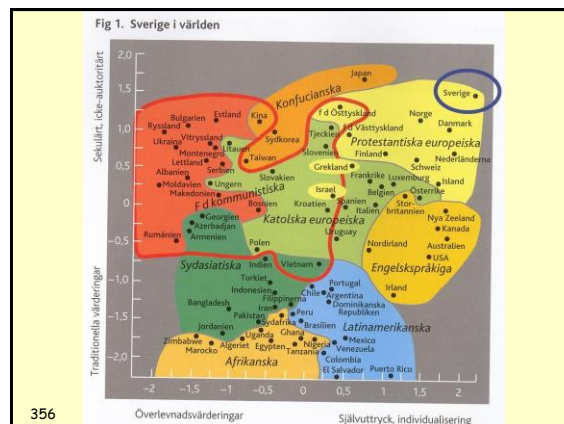 Fig 1. Sverige i världen
2,0
1,5
1,0
0,5
0
−0,5
−1,0
−1,5
−2,0
Sekulärt, icke-auktoritärt
Traditionella värderingar
Japan
Sverige
Konfucianska
Estland
Bulgarien
Kina
f d Östtyskland
Norge
Ryssland
Danmark
Vitryssland
Sydkorea
Tjeckien
f d Västtyskland
Ukraina
Litauen
Protestantiska europeiska
Montenegro
Slovenien
Finland
Nederländerna
Lettland
Taiwan
Serbien
Grekland
Schweiz
Albanien
Slovakien
Frankrike
Luxemburg
Island
Moldavien
Ungern
Israel
Belgien
Österrike
Makedonien
Spanien
Stor-
britannien
F d kommunistiska
Bosnien
Kroatien
Italien
Nya Zeeland
Georgien
Katolska europeiska
Kanada
Azerbadjan
Uruguay
Australien
Rumänien
Armenien
Polen
Nordirland
USA
Indien
Vietnam
Engelskspråkiga
Sydasiatiska
Turkiet
Portugal
Irland
Indonesien
Chile
Argentina
Filippinerna
Dominikanska
Republiken
Bangladesh
Iran
Peru
Pakistan
Sydafrika
Brasilien
Latinamerikanska
Jordanien
Uganda
Ghana
Zimbabwe
Algeriet
Egypten
Nigeria
Mexico
Marocko
Tanzania
Venezuela
Afrikanska
Colombia
El Salvador
Puerto Rico
−2 −1,5 −1,0 −0,5 0 0,5 1,0 1,5 2
Överlevnadsvärderingar
Självuttryck, individualisering
356